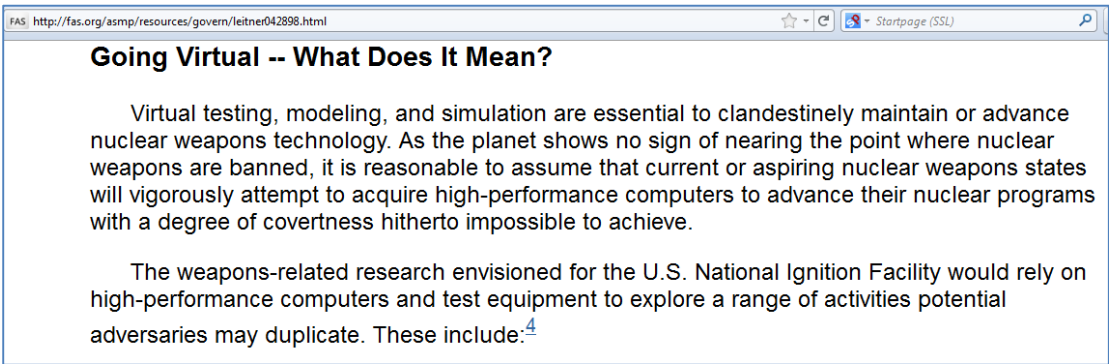 FAS http://fas.org/asmp/resources/govern/leitner042898.html Startpage (SSL)
Going Virtual -- What Does It Mean?
Virtual testing, modeling, and simulation are essential to clandestinely maintain or advance
nuclear weapons technology. As the planet shows no sign of nearing the point where nuclear
weapons are banned, it is reasonable to assume that current or aspiring nuclear weapons states
will vigorously attempt to acquire high-performance computers to advance their nuclear programs
with a degree of covertness hitherto impossible to achieve.
The weapons-related research envisioned for the U.S. National Ignition Facility would rely on
high-performance computers and test equipment to explore a range of activities potential
adversaries may duplicate. These include:4